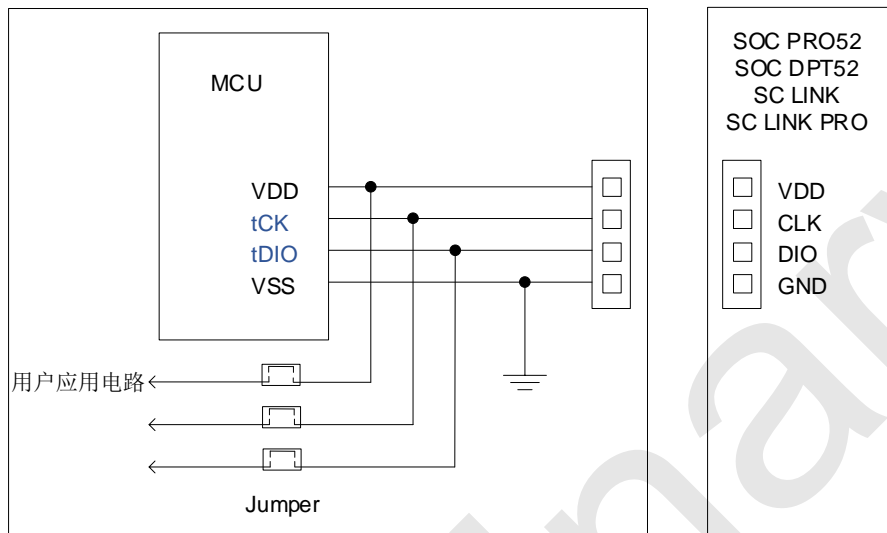 MCU
VDD
tCK
tDIO
VSS
用户应用电路
Jumper
SOC PRO52
SOC DPT52
SC LINK
SC LINK PRO
VDD
CLK
DIO
GND